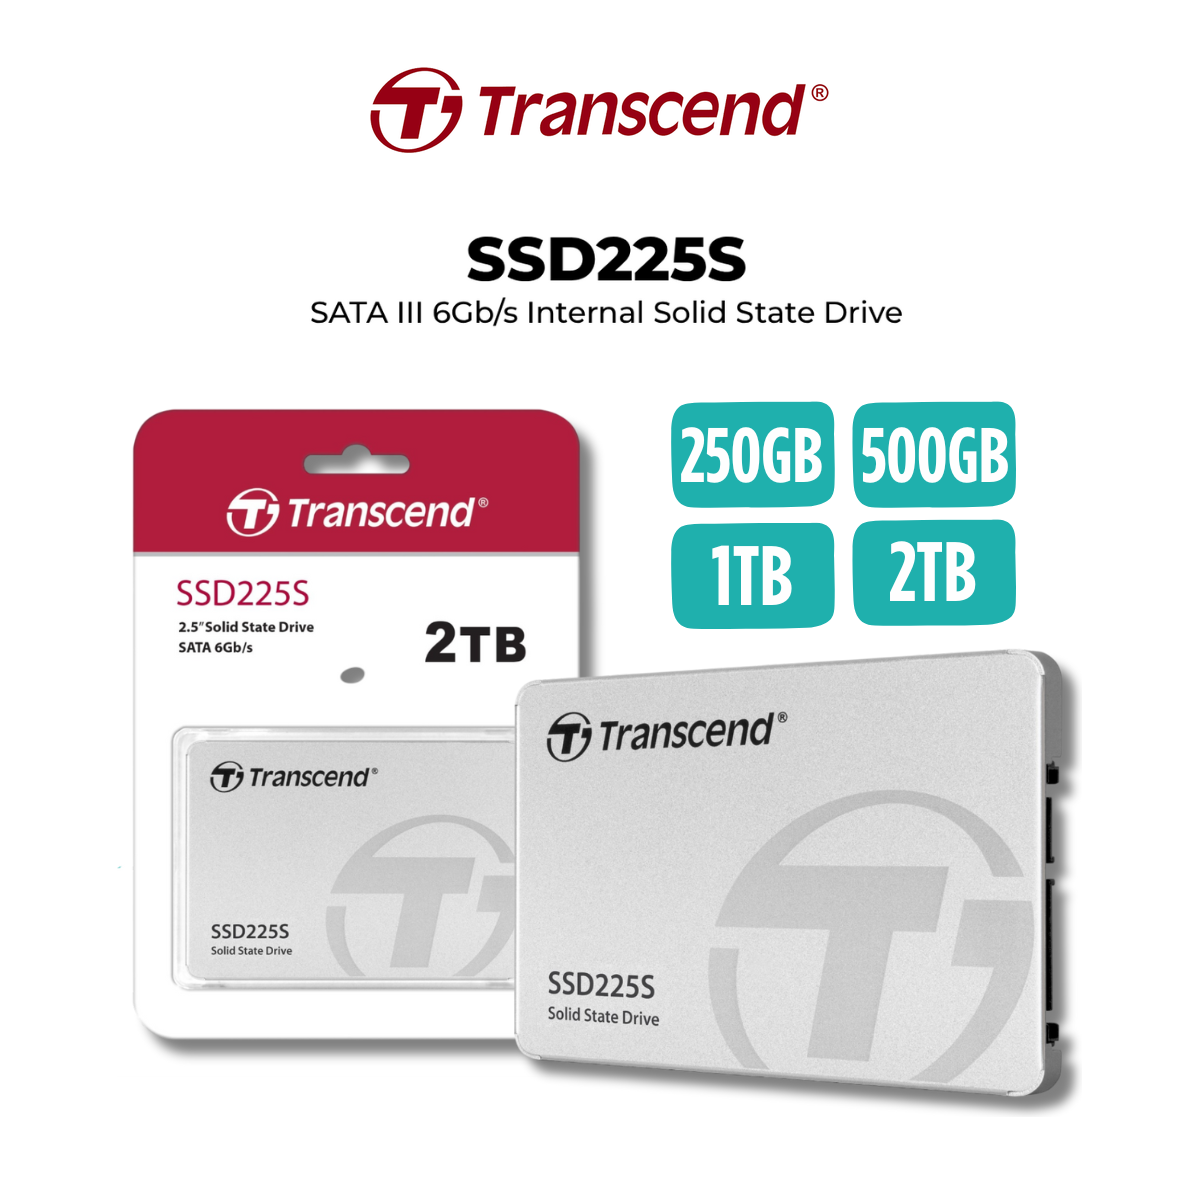 Transcend®
SSD225S
SATA III 6Gb/s Internal Solid State Drive
250GB 500GB
1TB 2TB
Transcend®
SSD225S
2.5"Solid State Drive
SATA 6Gb/s
2TB
Transcend®
SSD225S
Solid State Drive
Transcend®
SSD225S
Solid State Drive